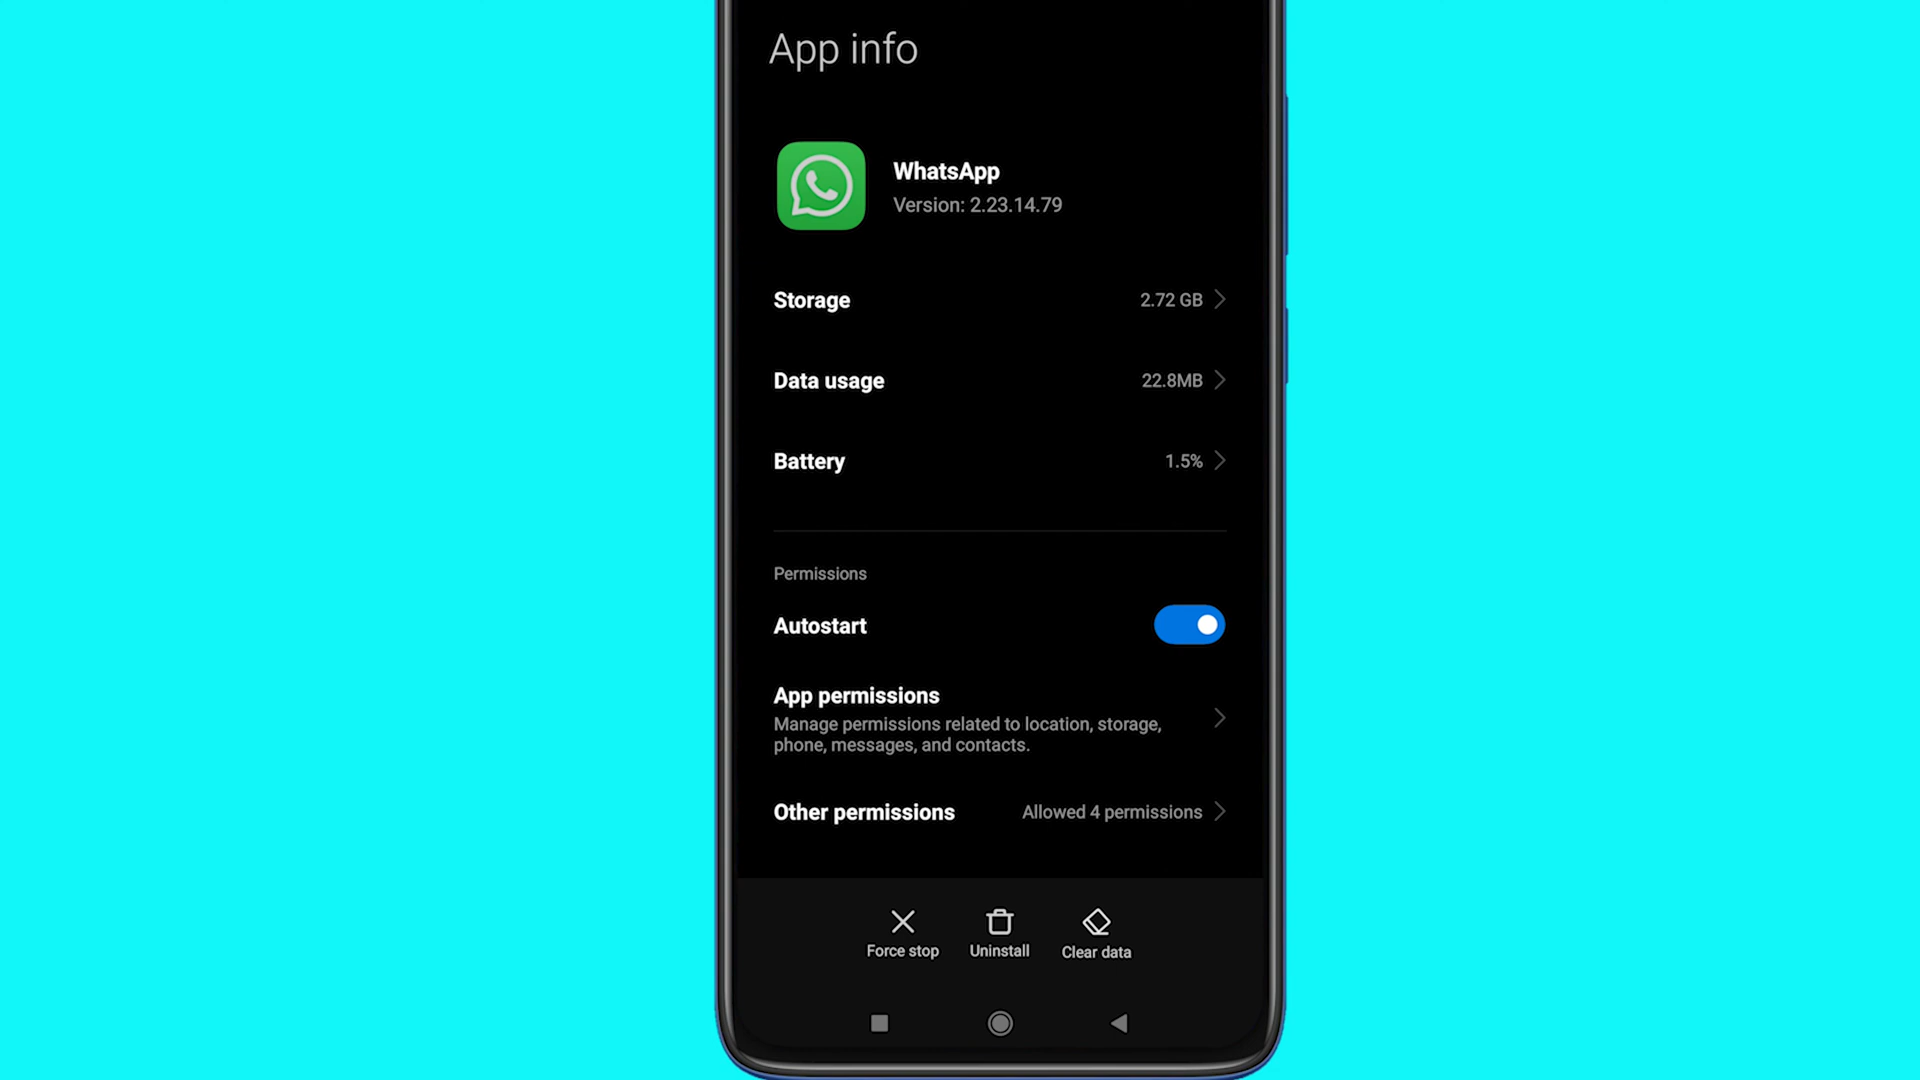 App info
WhatsApp
Version: 2.23.14.79
Storage 2.72 GB
Data usage 22.8MB
Battery 1.5%
Permissions
Autostart
App permissions
Manage permissions related to location, storage,
phone, messages, and contacts.
Other permissions Allowed 4 permissions
Force stop Uninstall Clear data